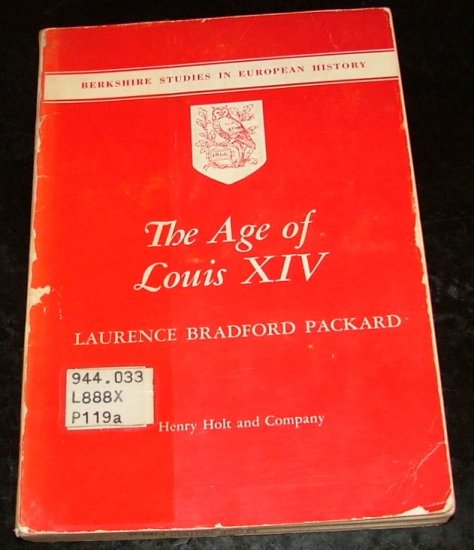 BERKSHIRE STUDIES IN EUROPEAN HISTORY
1866
The Age of
Louis XIV
LAURENCE BRADFORD PACKARD
944.033
L888X
P119a
Henry Holt and Company